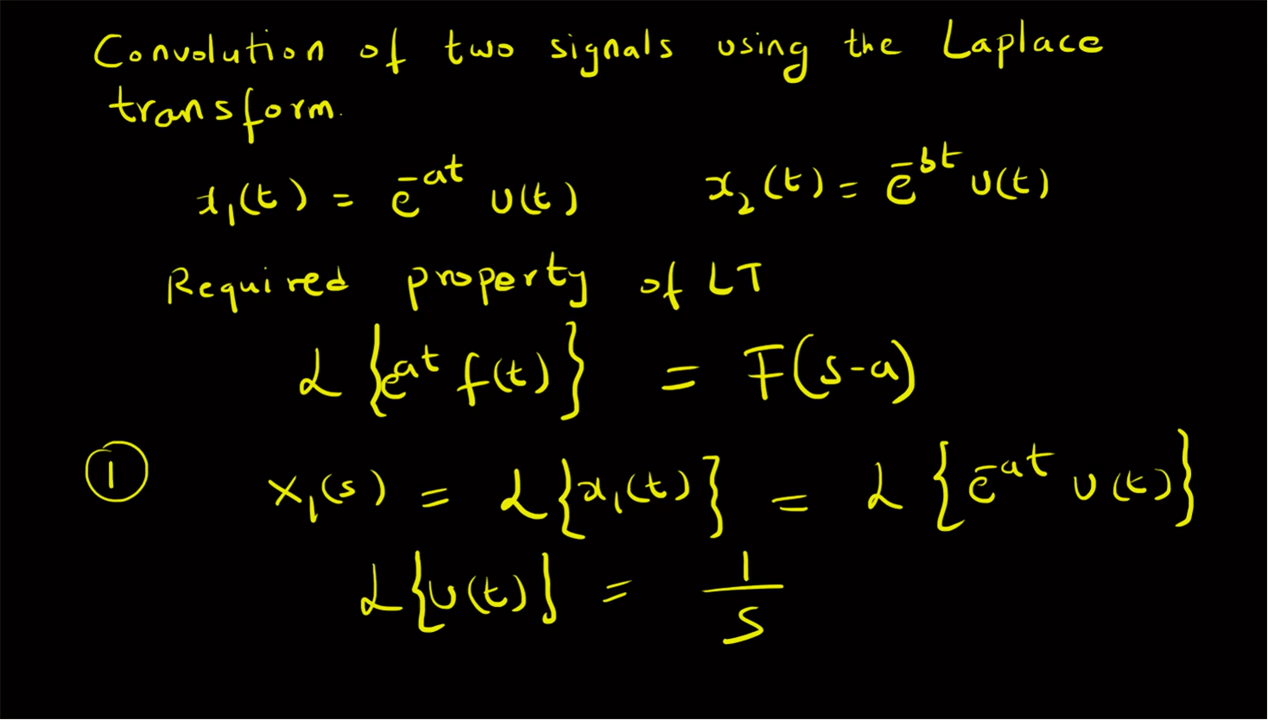 Convolution of two signals using the Laplace
transform.
x₁(t) = e^-at u(t) x₂(t) = e^-bt u(t)
Required property of LT
L {e^at f(t)} = F(s-a)
① X₁(s) = L{x₁(t)} = L {e^-at u(t)}
L{u(t)} = 1/s